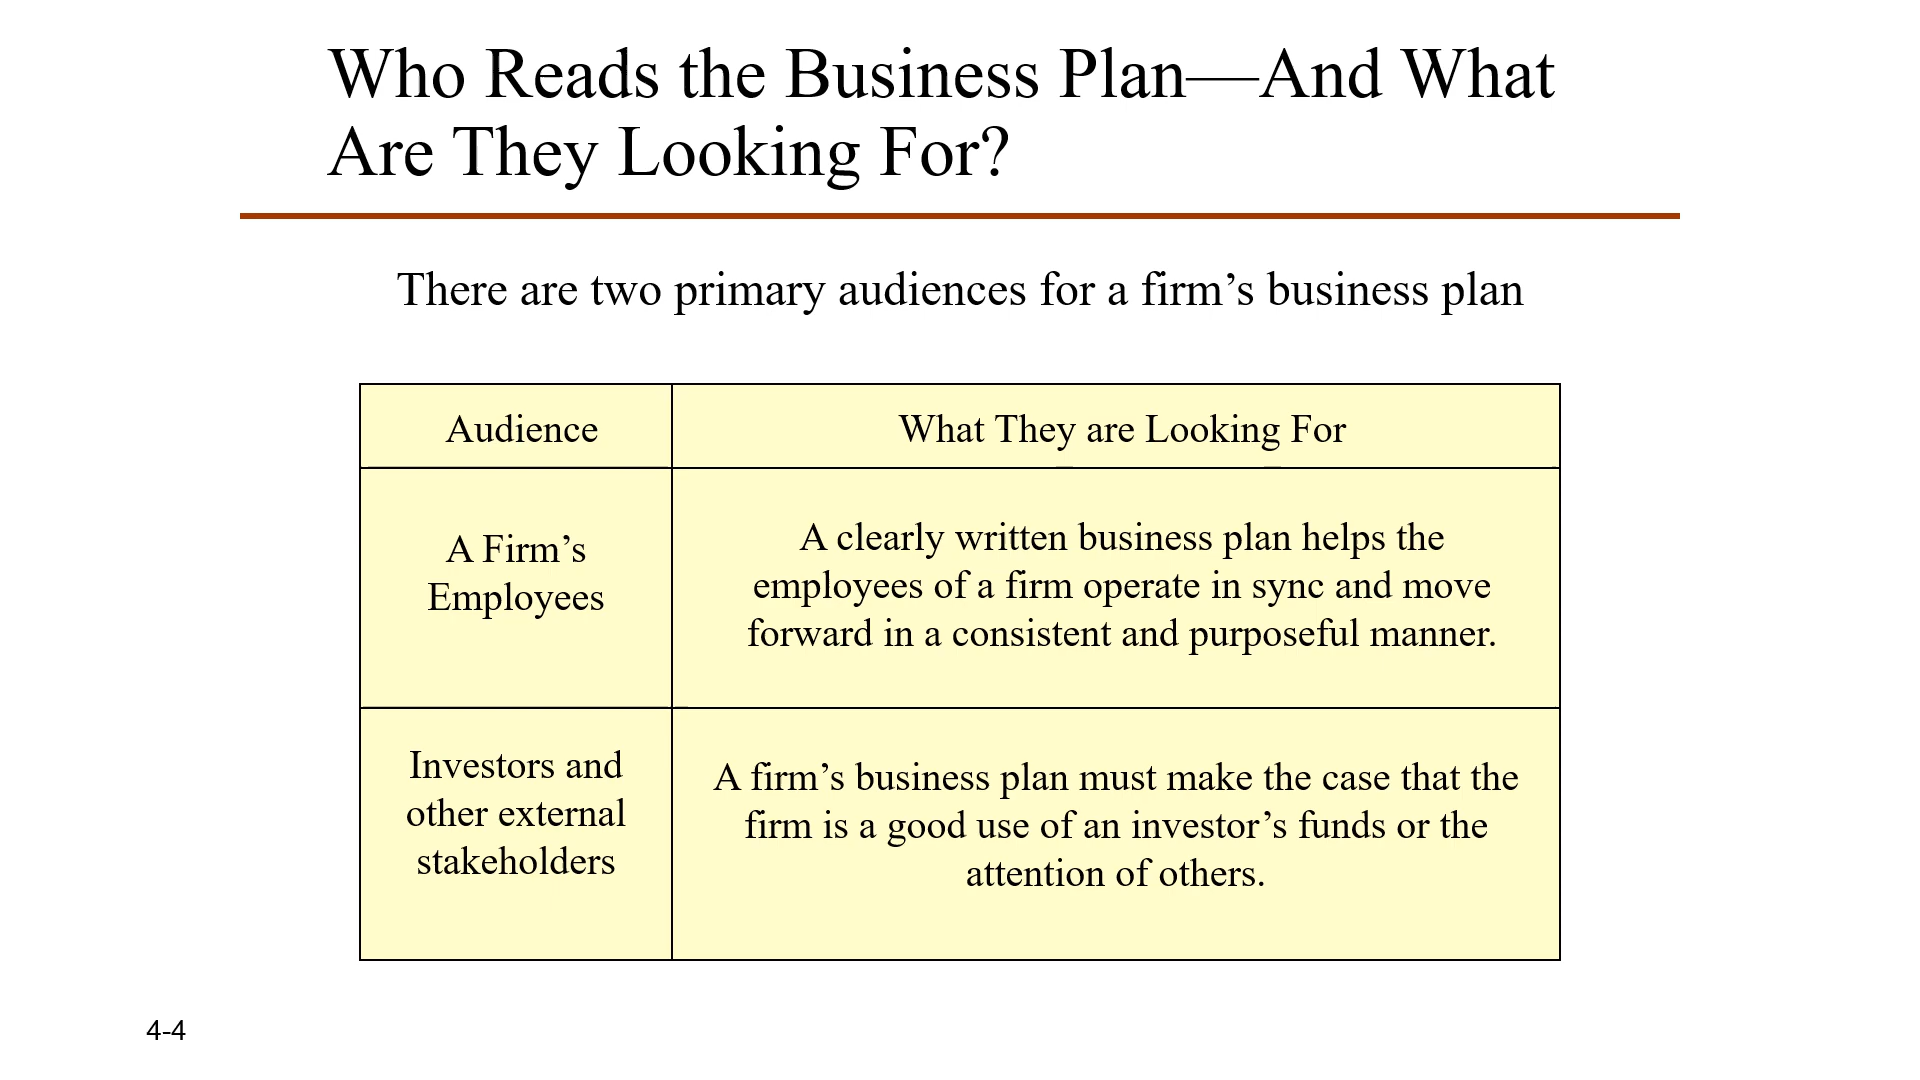 Who Reads the Business Plan—And What
Are They Looking For?
There are two primary audiences for a firm’s business plan
Audience
What They are Looking For
A Firm’s
Employees
A clearly written business plan helps the
employees of a firm operate in sync and move
forward in a consistent and purposeful manner.
Investors and
other external
stakeholders
A firm’s business plan must make the case that the
firm is a good use of an investor’s funds or the
attention of others.
4-4